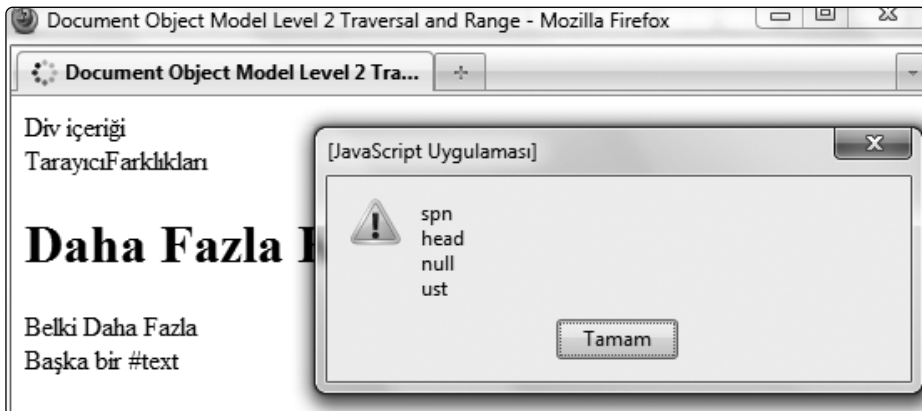 Document Object Model Level 2 Traversal and Range - Mozilla Firefox
Document Object Model Level 2 Tra...
Div içeriği
TarayıcıFarklıkları
Daha Fazla
Belki Daha Fazla
Başka bir #text
[JavaScript Uygulaması]
spn
head
null
ust
Tamam